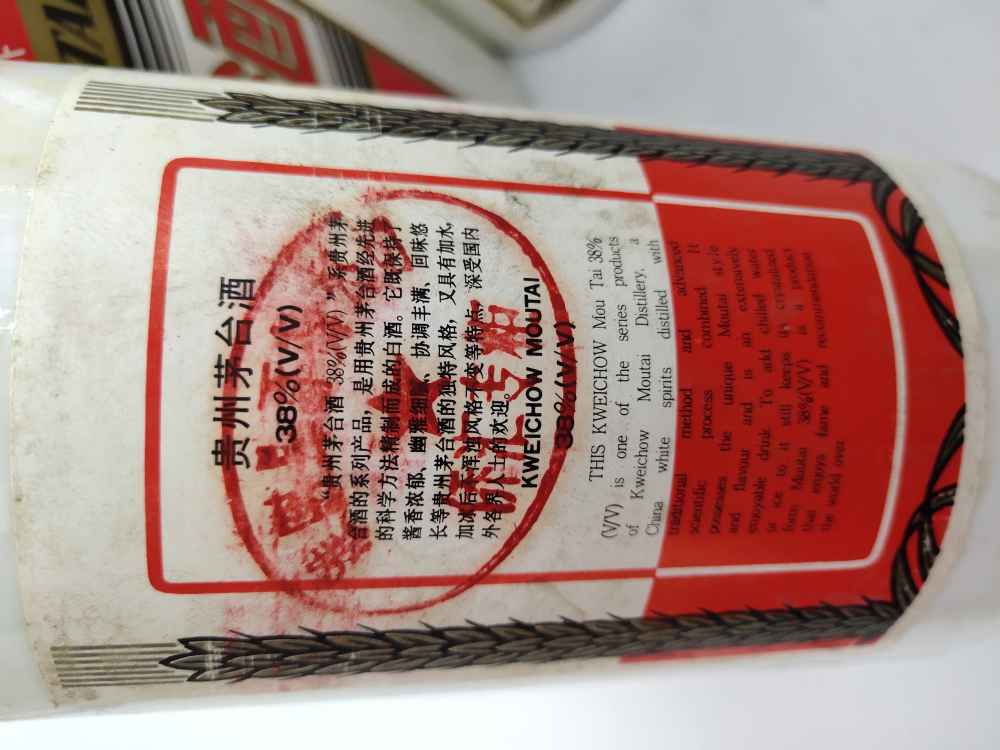 贵州茅台酒
38%(V/V)
“贵州茅台酒 38%(V/V)”系贵州茅
台酒的系列产品，是用贵州茅台酒经先进
的科学方法精制而成的白酒。它既保持了
酱香浓郁、幽雅细腻、协调丰满、回味悠
长等贵州茅台酒的独特风格，又具有加水、
加冰后不浑浊风格不变等特点，深受国内
外各界人士的欢迎。
KWEICHOW MOUTAI
38%(V/V)
THIS KWEICHOW Mou Tai 38%
(V/V) is one of the series products
of Kweichow Moutai Distillery, a
China white spirits distilled with
traditional method and advanced
scientific process combined. It
possesses the unique Moutai style
and flavour and is an extensively
enjoyable drink. To add chilled water
or ice to it still keeps its crystalized
form Moutai 38%(V/V) is a product
that enjoys fame and recommendation
the world over
酒
TAI